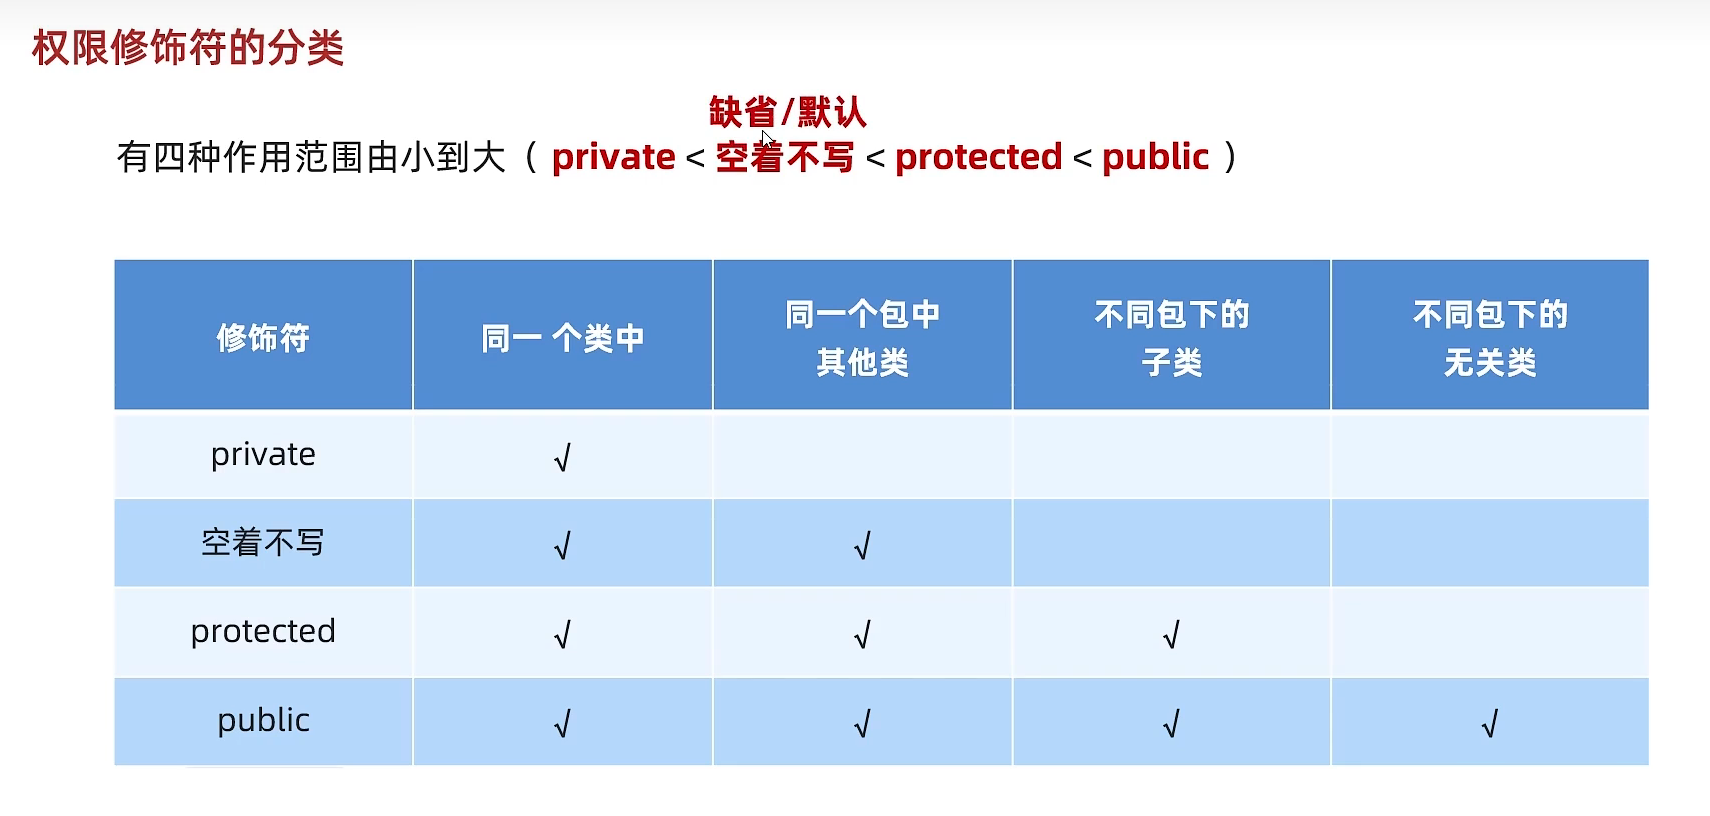 权限修饰符的分类
缺省/默认
有四种作用范围由小到大（ private < 空着不写 < protected < public ）
修饰符 同一 个类中 同一个包中 不同包下的 不同包下的
其他类 子类 无关类
private √
空着不写 √ √
protected √ √ √
public √ √ √ √